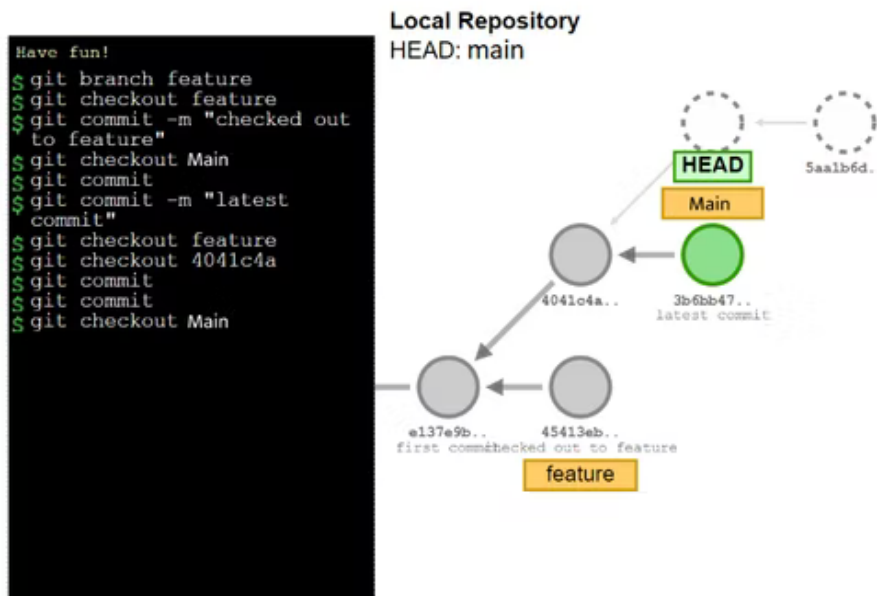 Local Repository
HEAD: main
Have fun!
$ git branch feature
$ git checkout feature
$ git commit -m "checked out
to feature"
$ git checkout Main
$ git commit
$ git commit -m "latest
commit"
$ git checkout feature
$ git checkout 4041c4a
$ git commit
$ git commit
$ git checkout Main
HEAD
5aa1b6d.
Main
4041c4a..
3b6bb47..
latest commit
e137e9b..
first commit
45413eb..
checked out to feature
feature